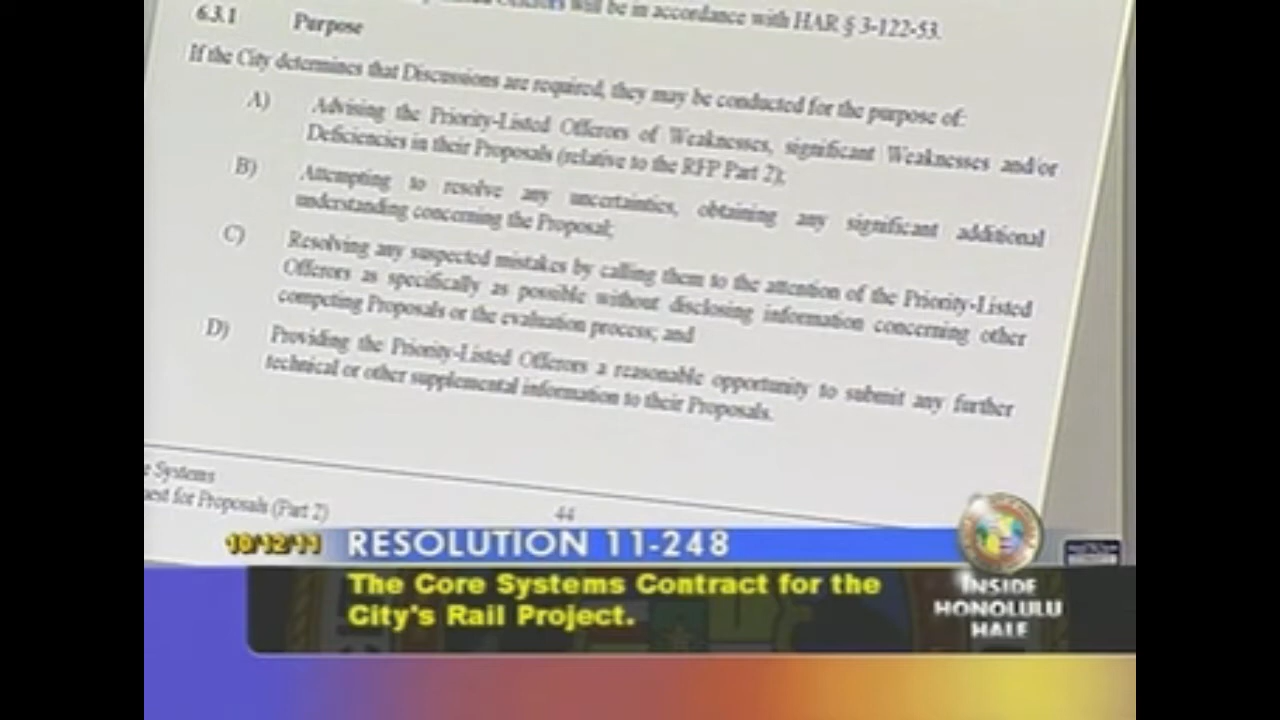 Offerors will be in accordance with HAR § 3-122-53.
6.3.1 Purpose
If the City determines that Discussions are required, they may be conducted for the purpose of:
A) Advising the Priority-Listed Offerors of Weaknesses, significant Weaknesses and/or
Deficiencies in their Proposals (relative to the RFP Part 2);
B) Attempting to resolve any uncertainties, obtaining any significant additional
understanding concerning the Proposal;
C) Resolving any suspected mistakes by calling them to the attention of the Priority-Listed
Offerors as specifically as possible without disclosing information concerning other
competing Proposals or the evaluation process; and
D) Providing the Priority-Listed Offerors a reasonable opportunity to submit any further
technical or other supplemental information to their Proposals.
e Systems
uest for Proposals (Part 2)
44
10/12/11 RESOLUTION 11-248
The Core Systems Contract for the
City's Rail Project.
INSIDE
HONOLULU
HALE